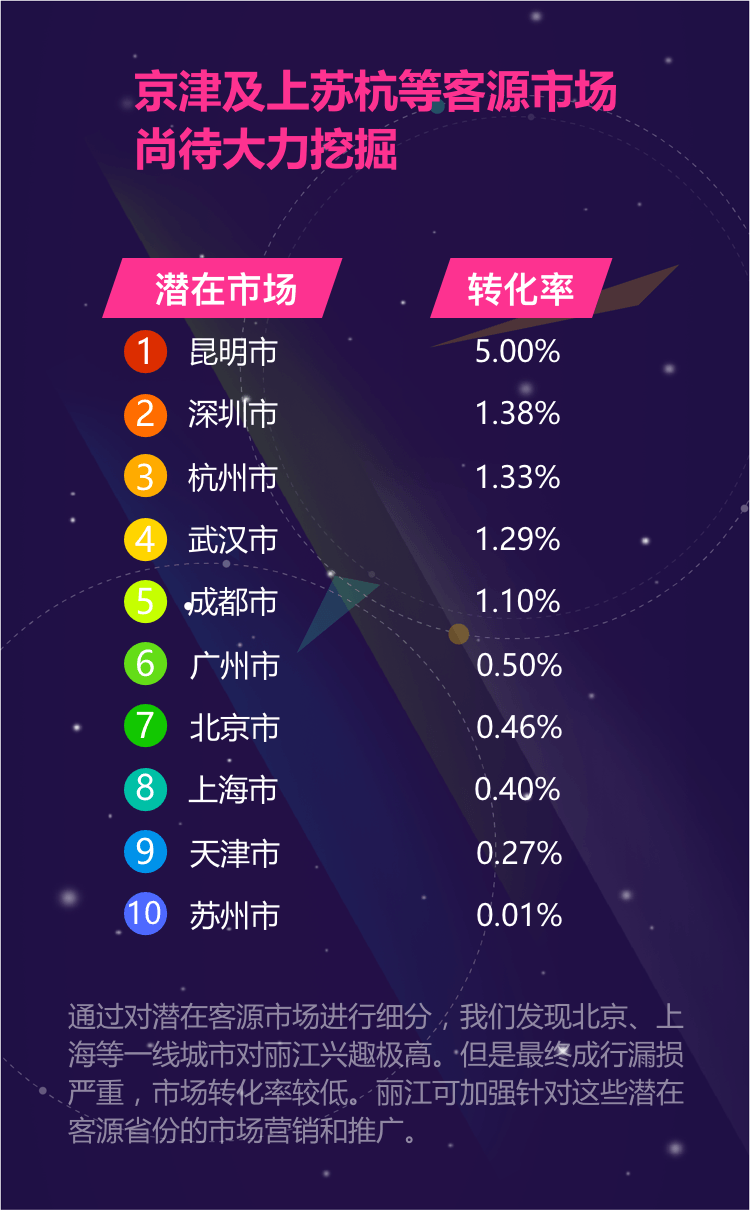 京津及上苏杭等客源市场
尚待大力挖掘
潜在市场 转化率
1 昆明市 5.00%
2 深圳市 1.38%
3 杭州市 1.33%
4 武汉市 1.29%
5 成都市 1.10%
6 广州市 0.50%
7 北京市 0.46%
8 上海市 0.40%
9 天津市 0.27%
10 苏州市 0.01%
通过对潜在客源市场进行细分，我们发现北京、上
海等一线城市对丽江兴趣极高。但是最终成行漏损
严重，市场转化率较低。丽江可加强针对这些潜在
客源省份的市场营销和推广。